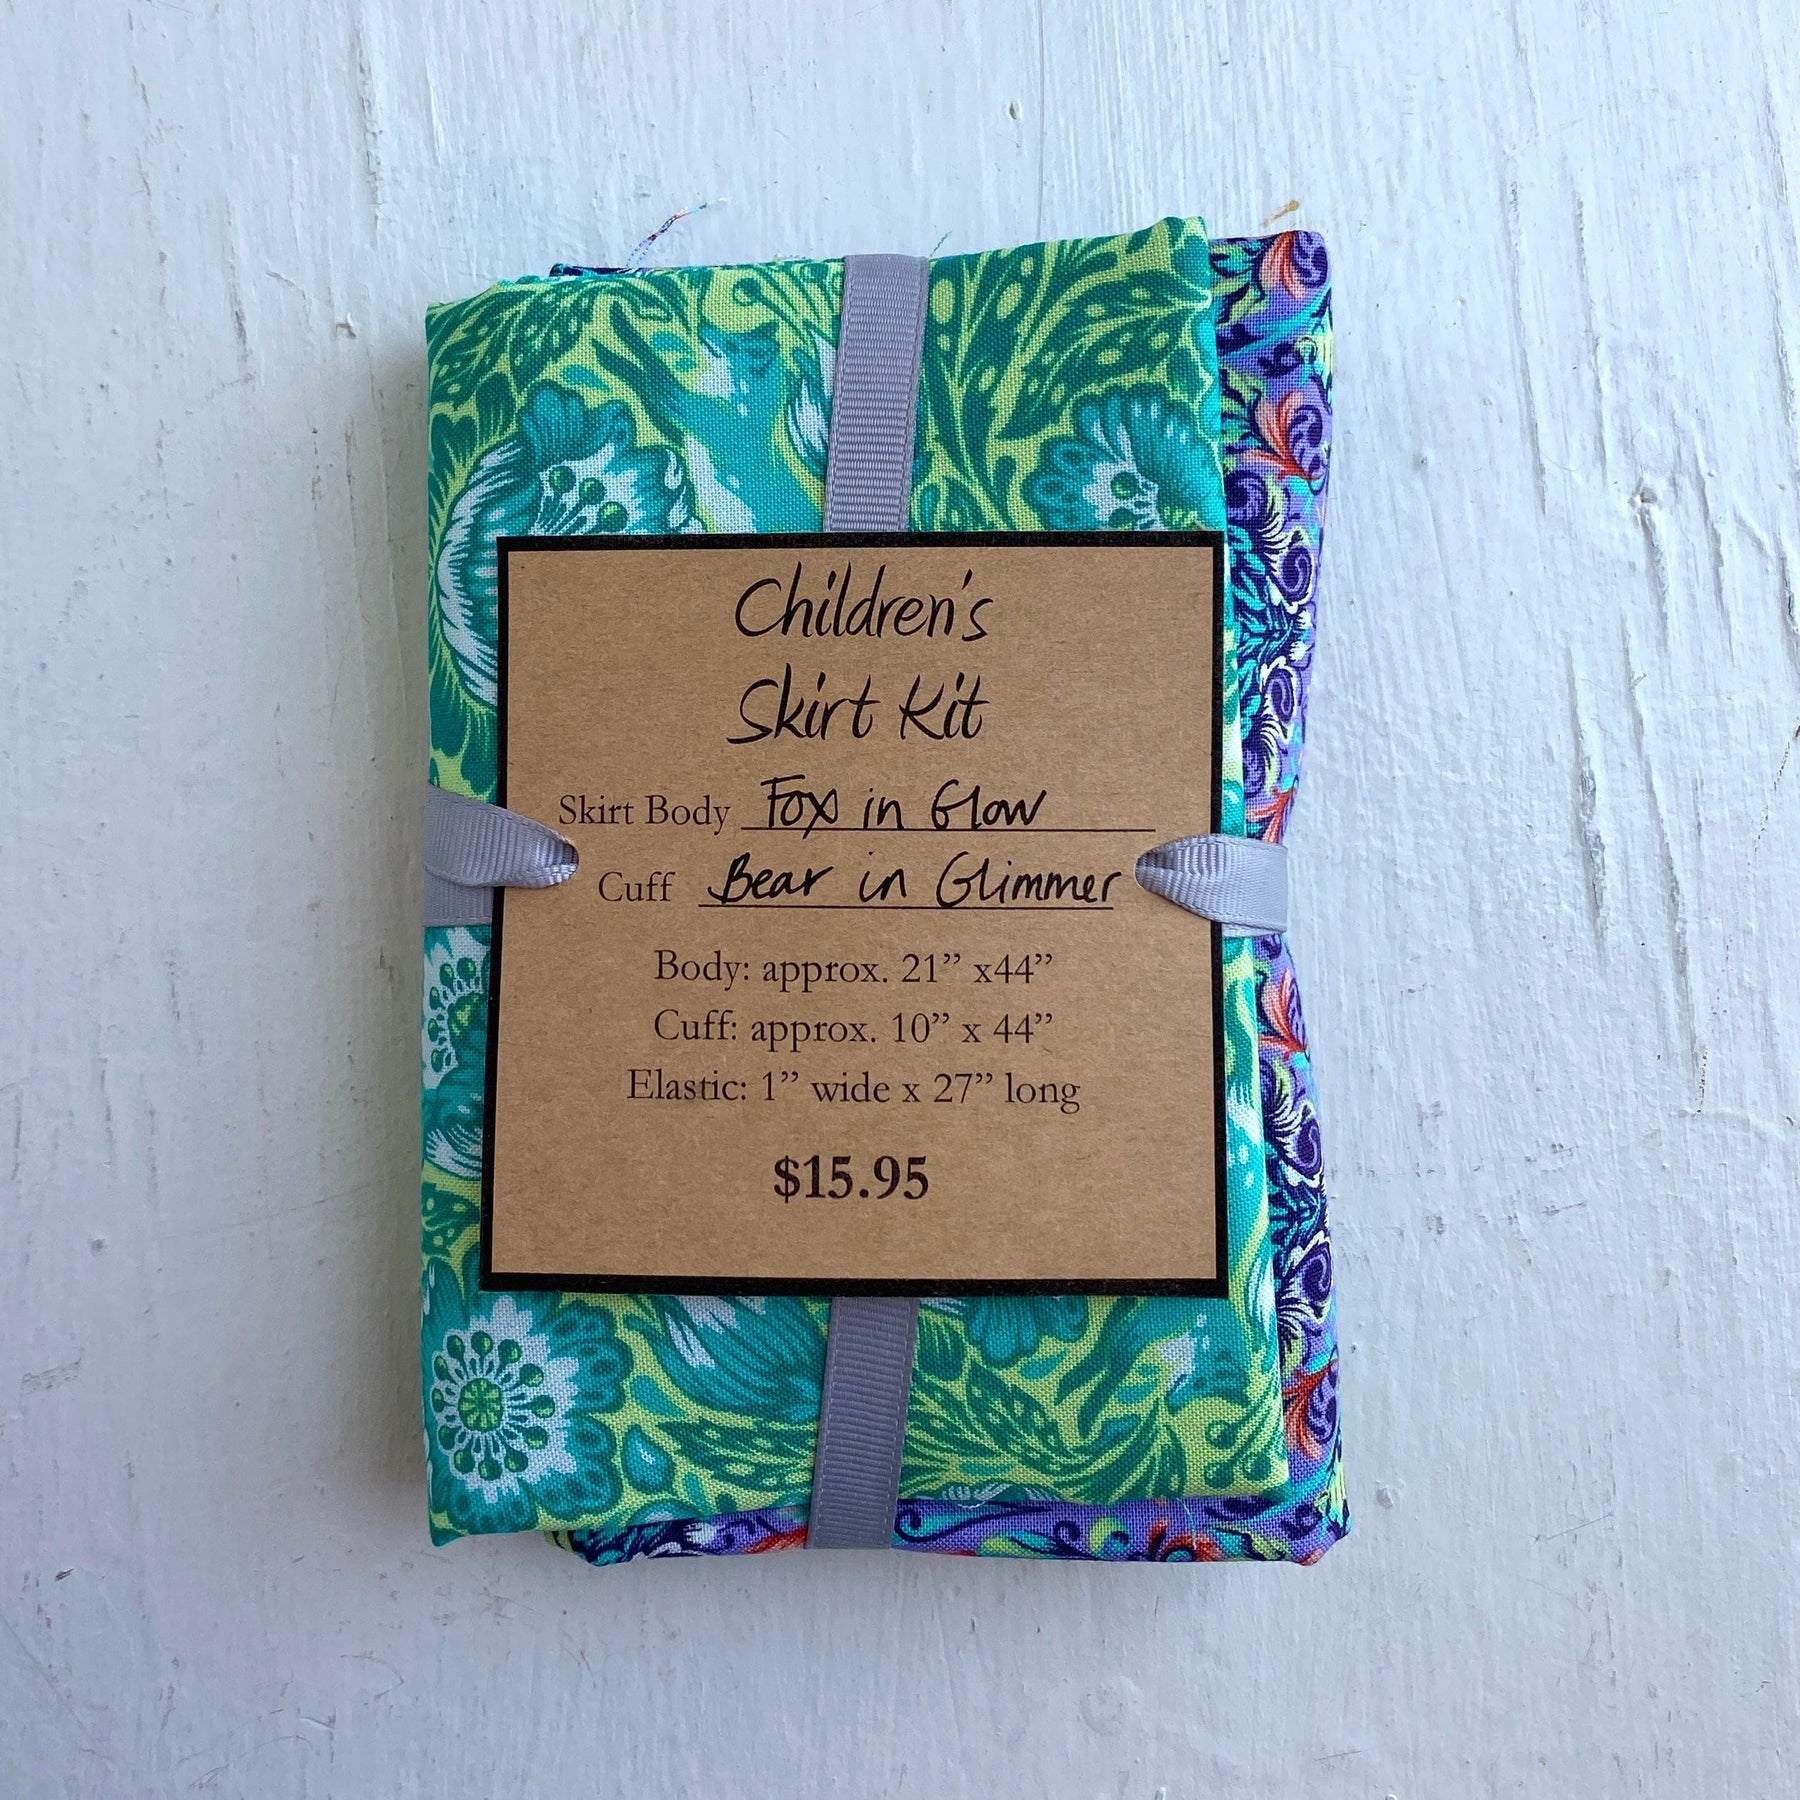 Children's
Skirt Kit
Skirt Body Fox in Glow
Cuff Bear in Glimmer
Body: approx. 21” x44”
Cuff: approx. 10” x 44”
Elastic: 1” wide x 27” long
$15.95